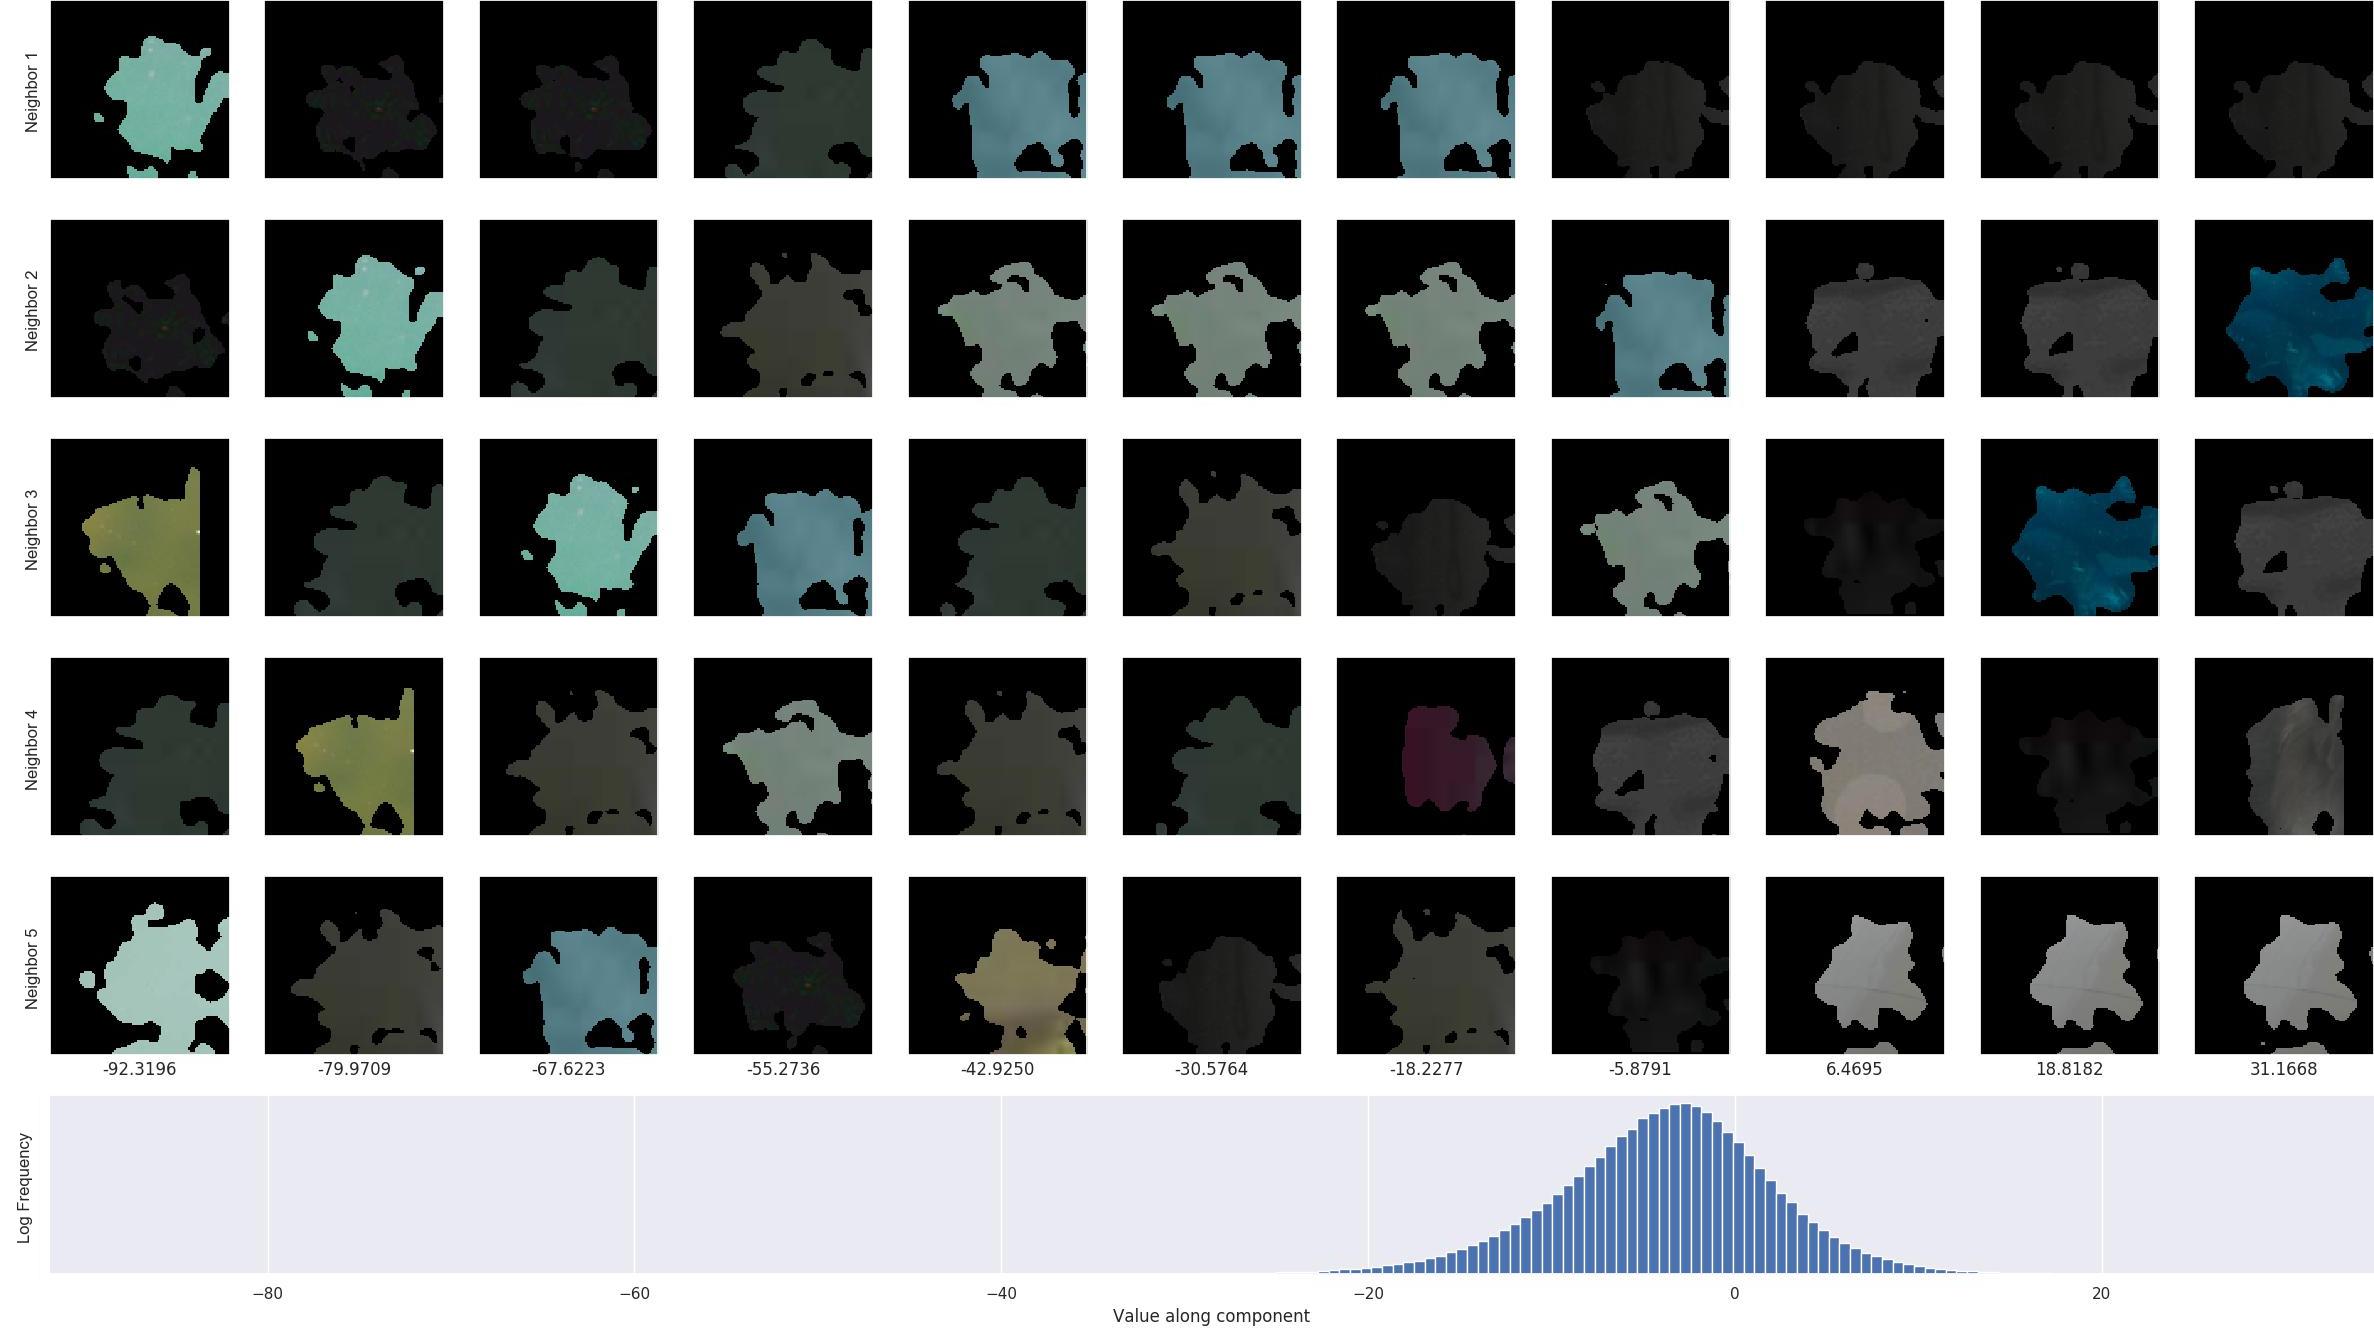 Neighbor 1
Neighbor 2
Neighbor 3
Neighbor 4
Neighbor 5
-92.3196 -79.9709 -67.6223 -55.2736 -42.9250 -30.5764 -18.2277 -5.8791 6.4695 18.8182 31.1668
Log Frequency
−80 −60 −40 −20 0 20
Value along component